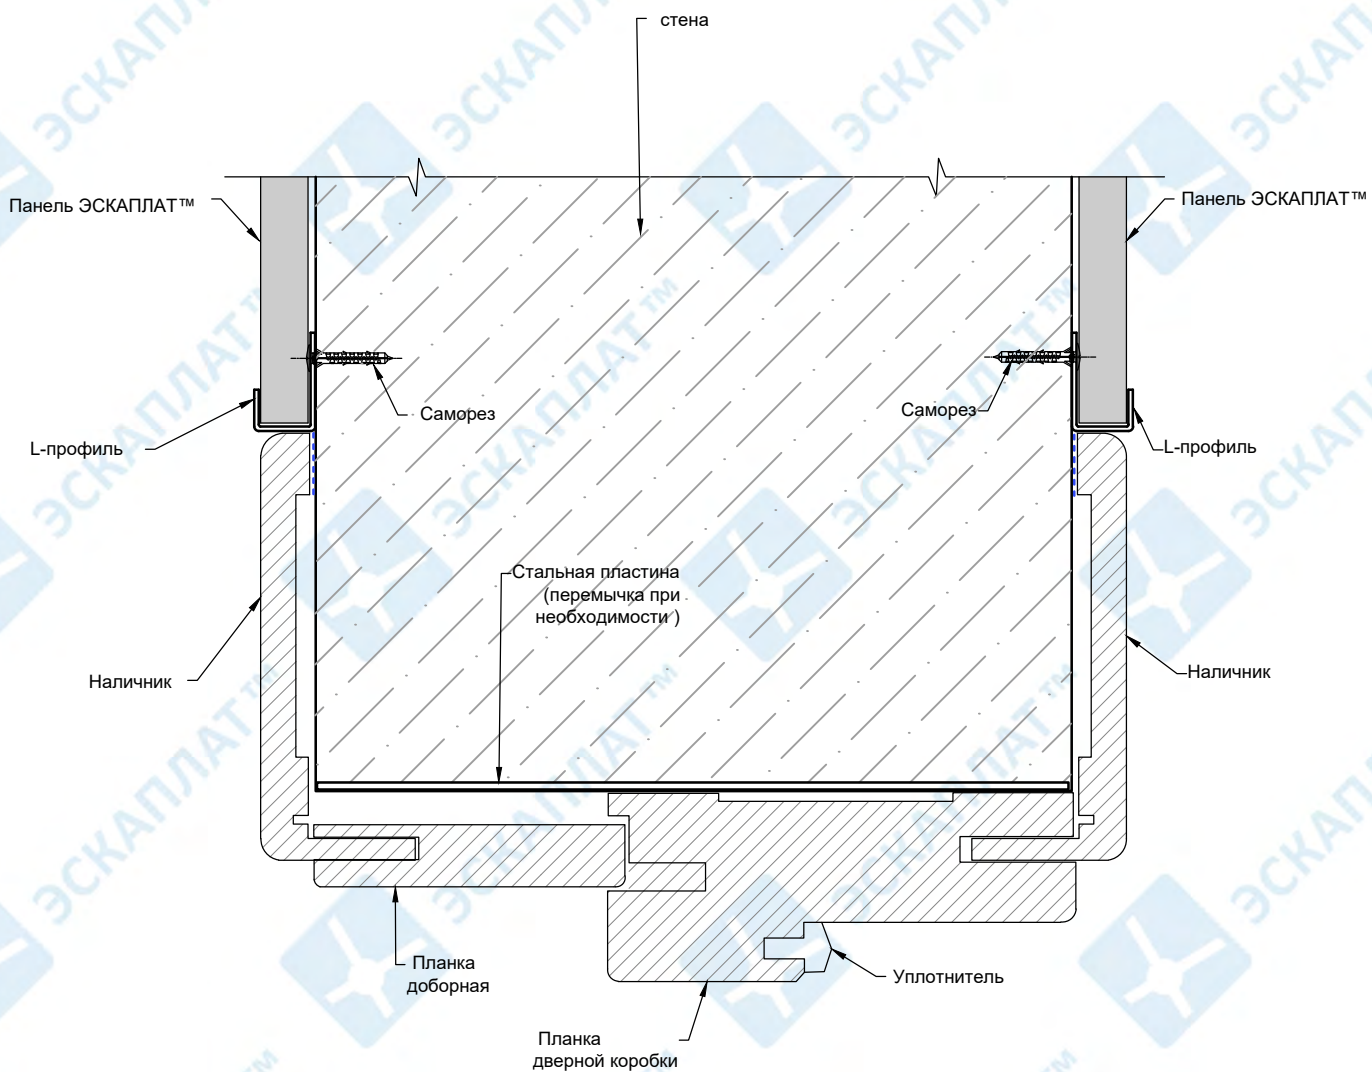 стена
Панель ЭСКАПЛАТ™
Панель ЭСКАПЛАТ™
Саморез
Саморез
L-профиль
L-профиль
Стальная пластина
(перемычка при
необходимости )
Наличник
Наличник
Планка
доборная
Уплотнитель
Планка
дверной коробки
ЭСКАПЛАТ™